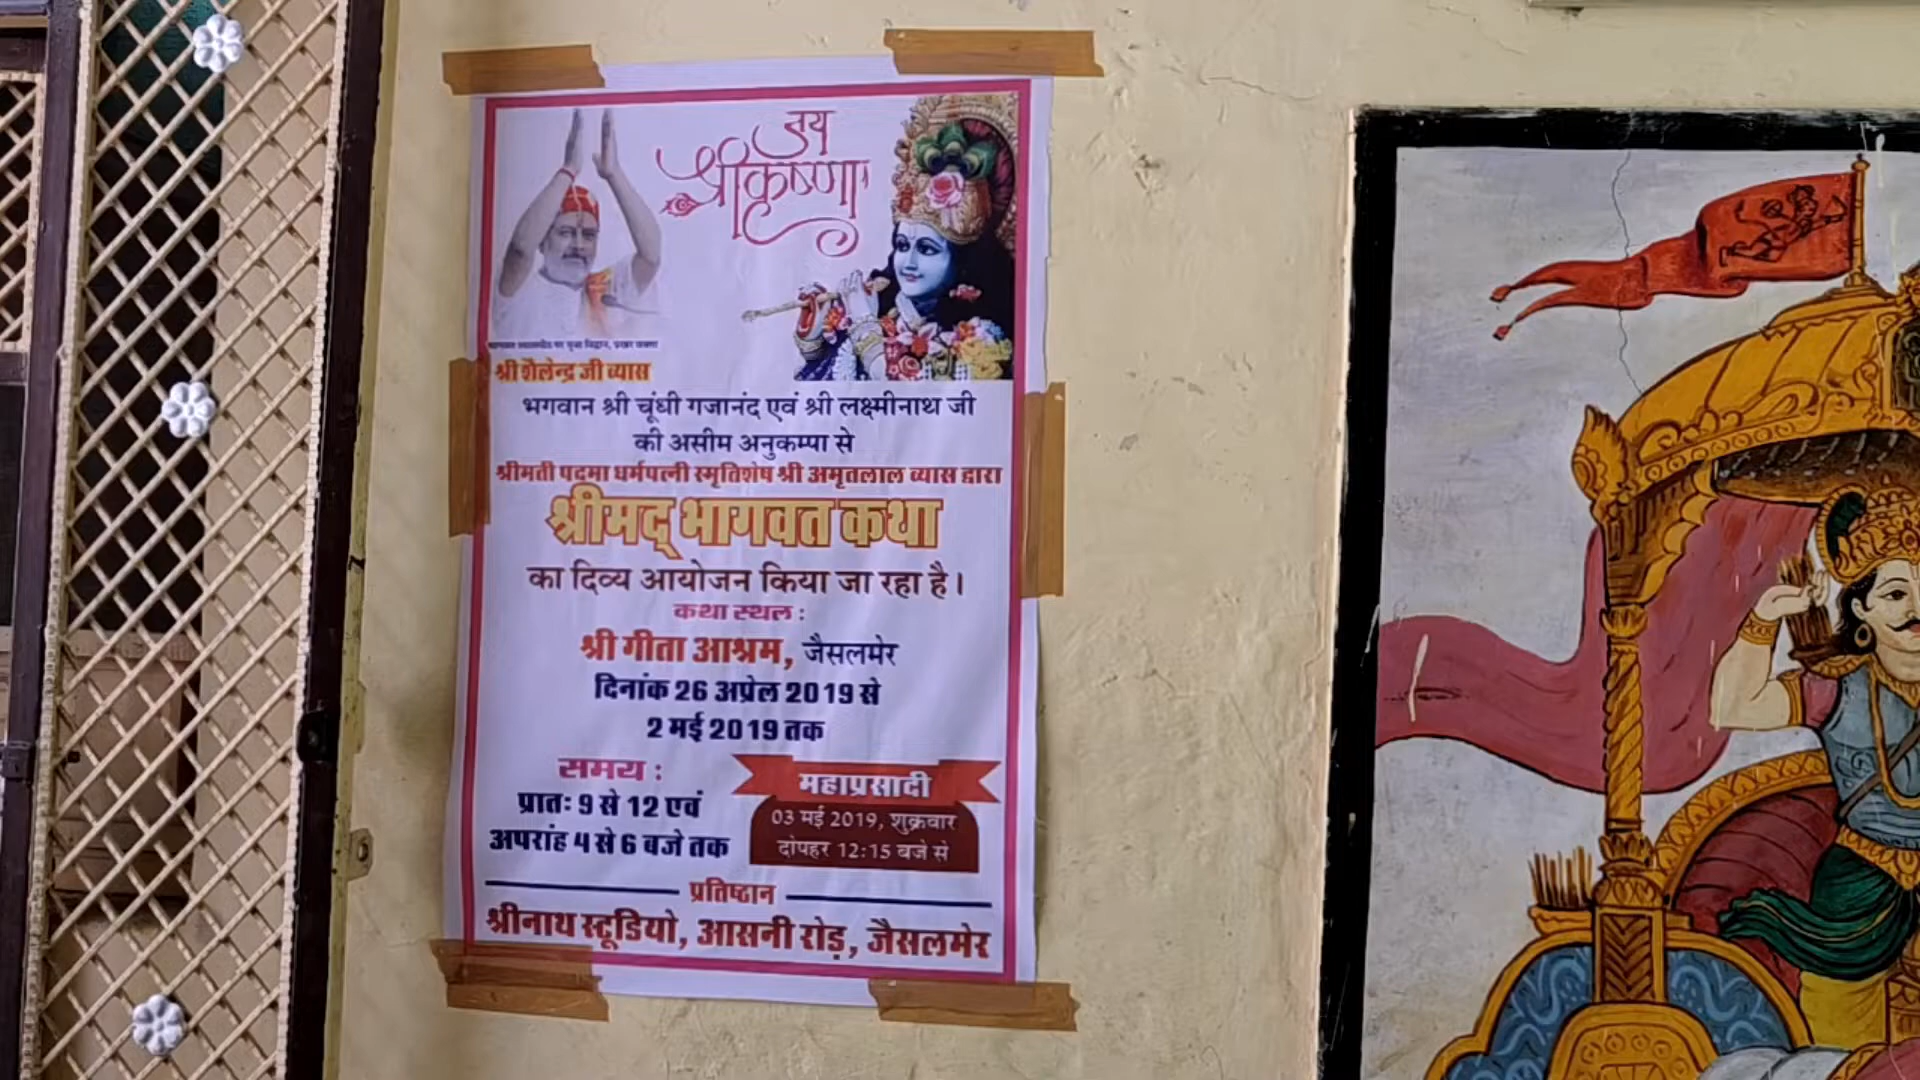 जय
श्री कृष्णा
श्री शैलेन्द्र जी व्यास
भगवान श्री चूंधी गजानंद एवं श्री लक्ष्मीनाथ जी
की असीम अनुकम्पा से
श्रीमती पदमा धर्मपत्नी स्मृतिशेष श्री अमृतलाल व्यास द्वारा
श्रीमद् भागवत कथा
का दिव्य आयोजन किया जा रहा है।
कथा स्थल :
श्री गीता आश्रम, जैसलमेर
दिनांक 26 अप्रेल 2019 से
2 मई 2019 तक
समय :
प्रातः 9 से 12 एवं
अपरांह 4 से 6 बजे तक
महाप्रसादी
03 मई 2019, शुक्रवार
दोपहर 12:15 बजे से
प्रतिष्ठान
श्रीनाथ स्टूडियो, आसनी रोड़, जैसलमेर